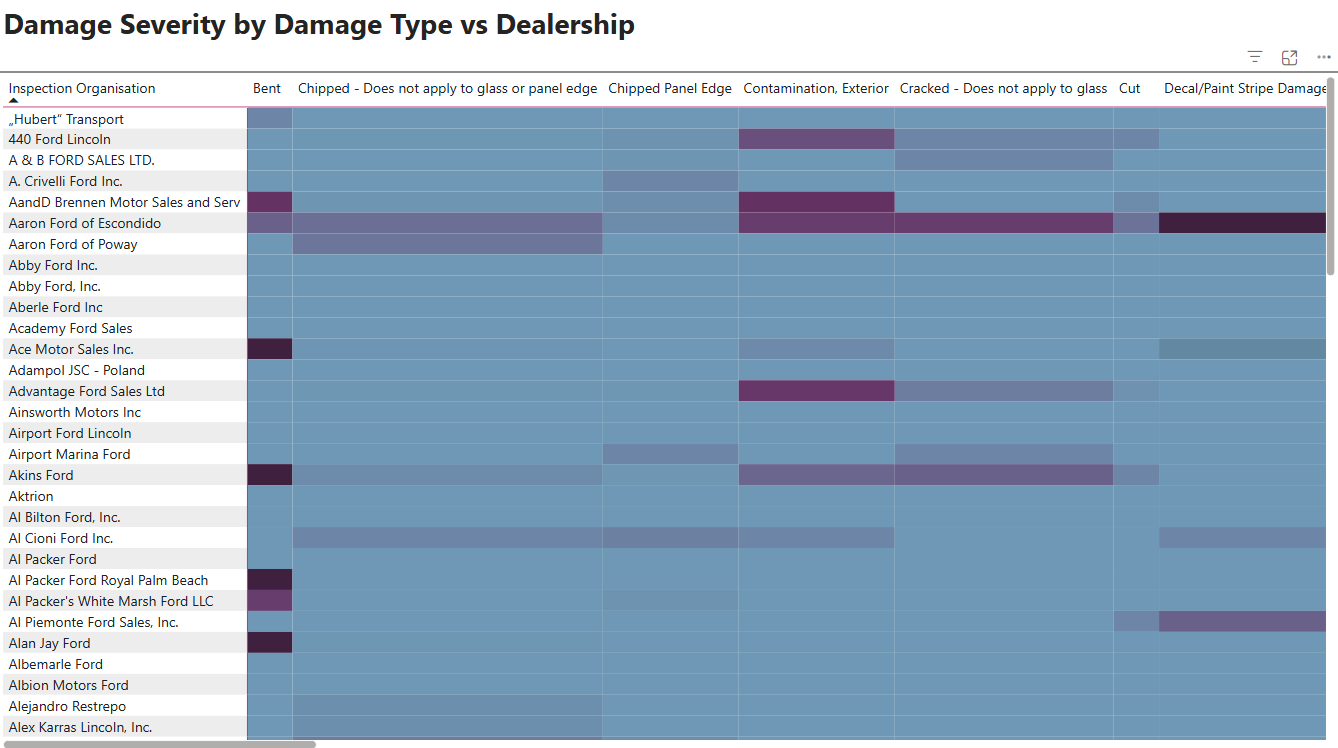 Damage Severity by Damage Type vs Dealership
Inspection Organisation Bent Chipped - Does not apply to glass or panel edge Chipped Panel Edge Contamination, Exterior Cracked - Does not apply to glass Cut Decal/Paint Stripe Damage
„Hubert” Transport
440 Ford Lincoln
A & B FORD SALES LTD.
A. Crivelli Ford Inc.
AandD Brennen Motor Sales and Serv
Aaron Ford of Escondido
Aaron Ford of Poway
Abby Ford Inc.
Abby Ford, Inc.
Aberle Ford Inc
Academy Ford Sales
Ace Motor Sales Inc.
Adampol JSC - Poland
Advantage Ford Sales Ltd
Ainsworth Motors Inc
Airport Ford Lincoln
Airport Marina Ford
Akins Ford
Aktrion
Al Bilton Ford, Inc.
Al Cioni Ford Inc.
Al Packer Ford
Al Packer Ford Royal Palm Beach
Al Packer's White Marsh Ford LLC
Al Piemonte Ford Sales, Inc.
Alan Jay Ford
Albemarle Ford
Albion Motors Ford
Alejandro Restrepo
Alex Karras Lincoln, Inc.